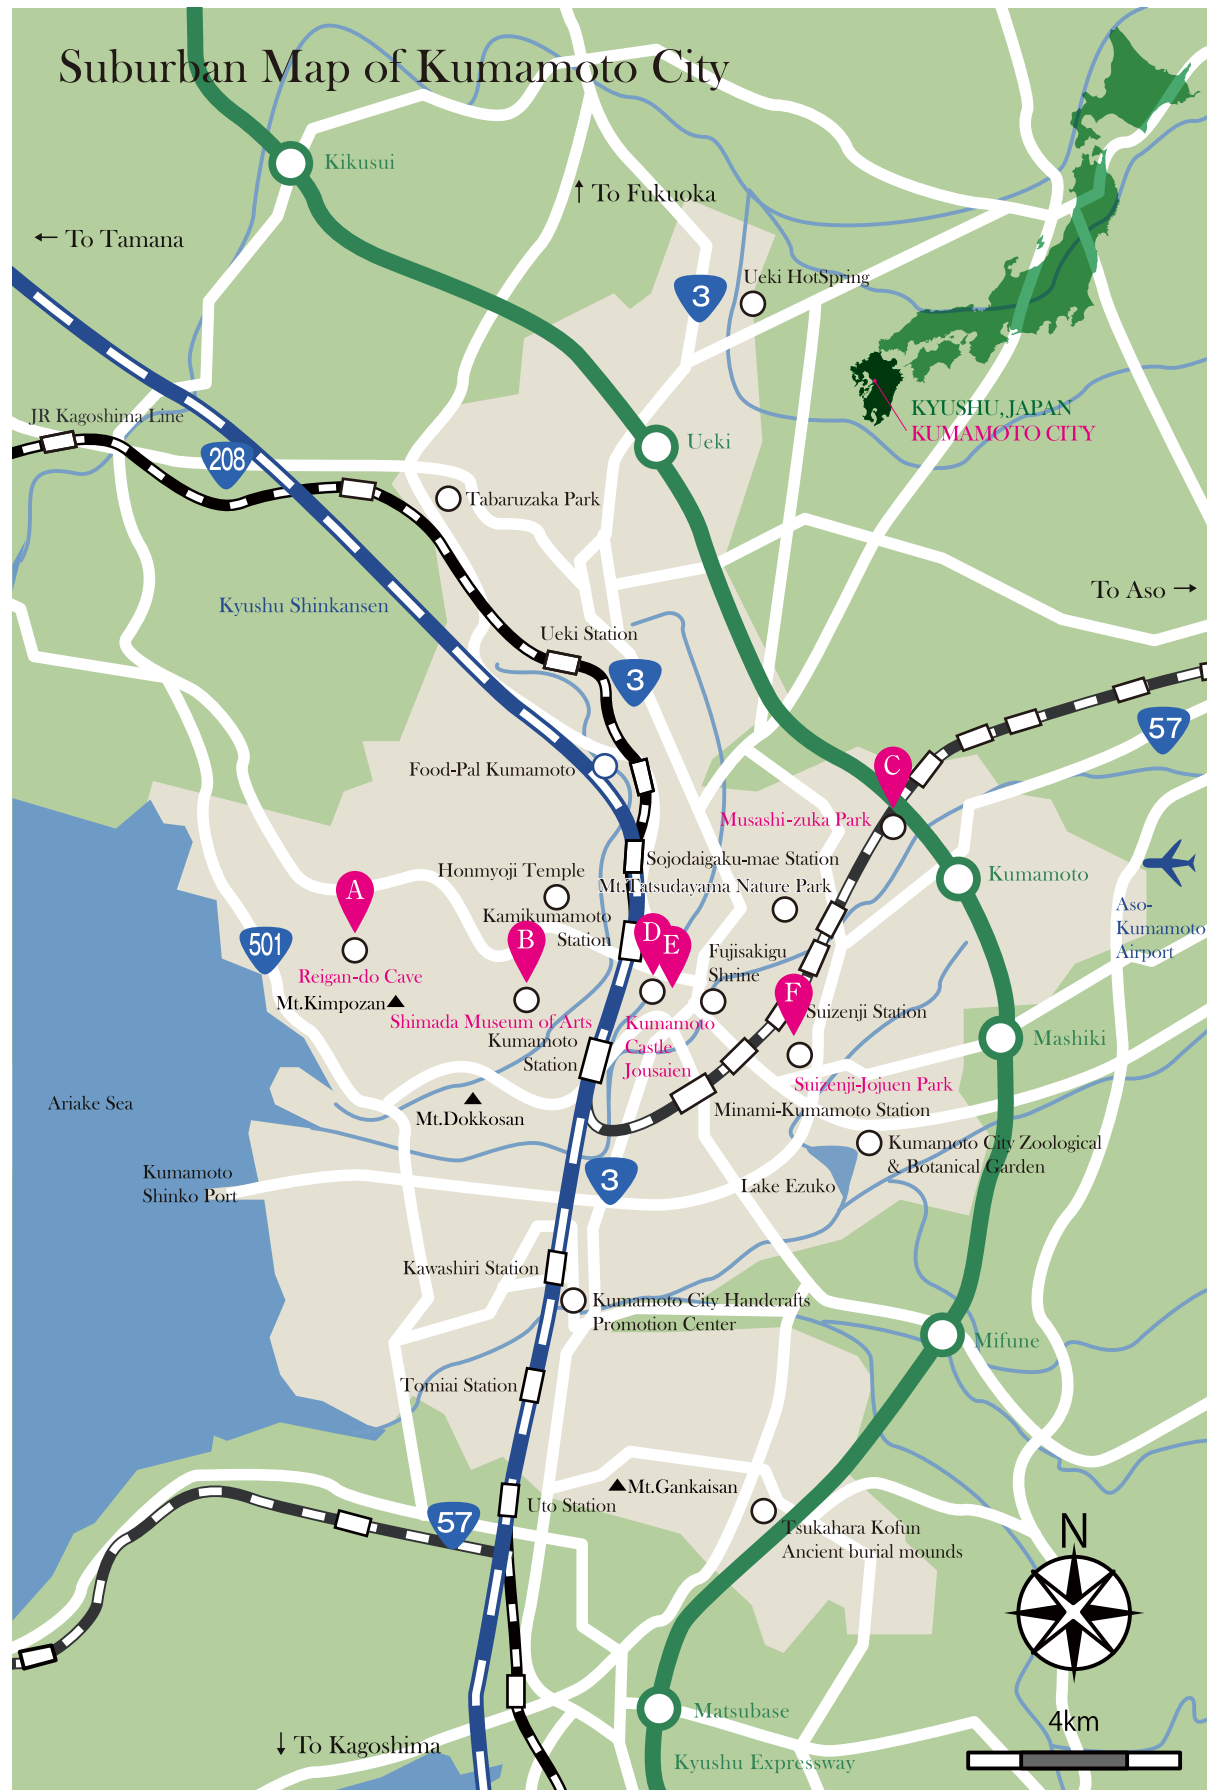 Suburban Map of Kumamoto City
Kikusui
↑ To Fukuoka
← To Tamana
Ueki HotSpring
3
KYUSHU, JAPAN
KUMAMOTO CITY
JR Kagoshima Line
208
Ueki
Tabaruzaka Park
To Aso →
Kyushu Shinkansen
Ueki Station
3
57
Food-Pal Kumamoto
C
Musashi-zuka Park
Sojodaigaku-mae Station
Honmyoji Temple
Mt.Tatsudayama Nature Park
Kumamoto
A
Kamikumamoto
Station
Aso-
Kumamoto
Airport
501
B
D
E
Fujisakigu
Shrine
Reigan-do Cave
F
Mt.Kimpozan
Suizenji Station
Shimada Museum of Arts
Kumamoto
Castle
Jousaien
Kumamoto
Station
Mashiki
Suizenji-Jojuen Park
Ariake Sea
Mt.Dokkosan
Minami-Kumamoto Station
Kumamoto City Zoological
& Botanical Garden
Kumamoto
Shinko Port
3
Lake Ezuko
Kawashiri Station
Kumamoto City Handcrafts
Promotion Center
Mifune
Tomiai Station
Mt.Gankaisan
Uto Station
57
Tsukahara Kofun
Ancient burial mounds
N
Matsubase
4km
↓ To Kagoshima
Kyushu Expressway